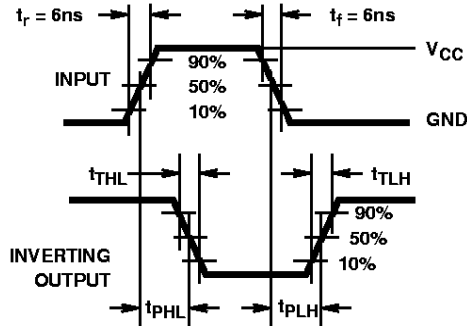 tr = 6ns
tf = 6ns
VCC
INPUT
90%
50%
10%
GND
tTHL
tTLH
INVERTING
OUTPUT
90%
50%
10%
tPHL
tPLH